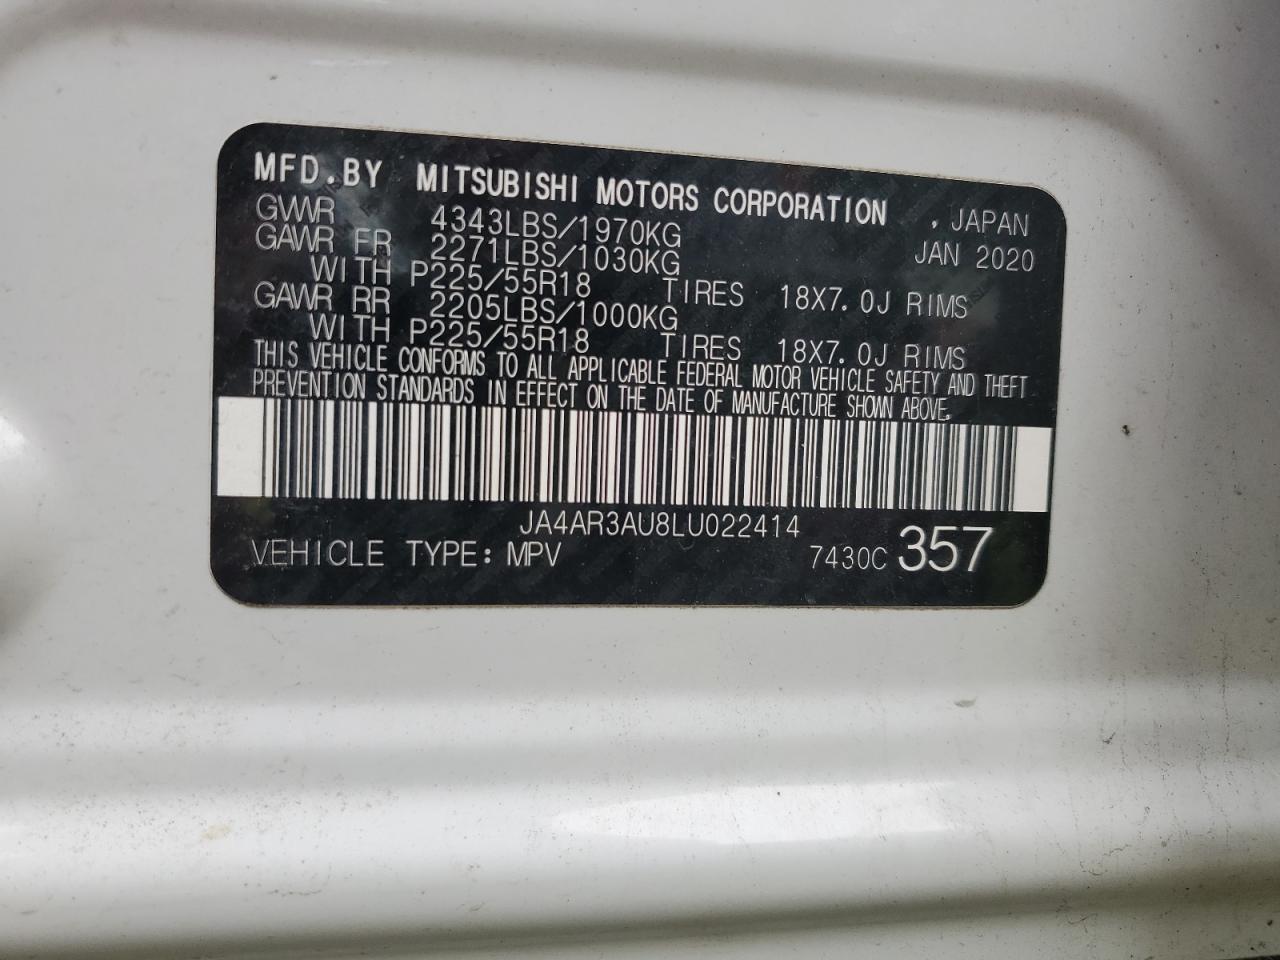 MFD.BY MITSUBISHI MOTORS CORPORATION , JAPAN
GVWR 4343LBS/1970KG JAN 2020
GAWR FR 2271LBS/1030KG
WITH P225/55R18 TIRES 18X7.0J RIMS
GAWR RR 2205LBS/1000KG
WITH P225/55R18 TIRES 18X7.0J RIMS
THIS VEHICLE CONFORMS TO ALL APPLICABLE FEDERAL MOTOR VEHICLE SAFETY AND THEFT
PREVENTION STANDARDS IN EFFECT ON THE DATE OF MANUFACTURE SHOWN ABOVE.
JA4AR3AU8LU022414
VEHICLE TYPE: MPV 7430C 357